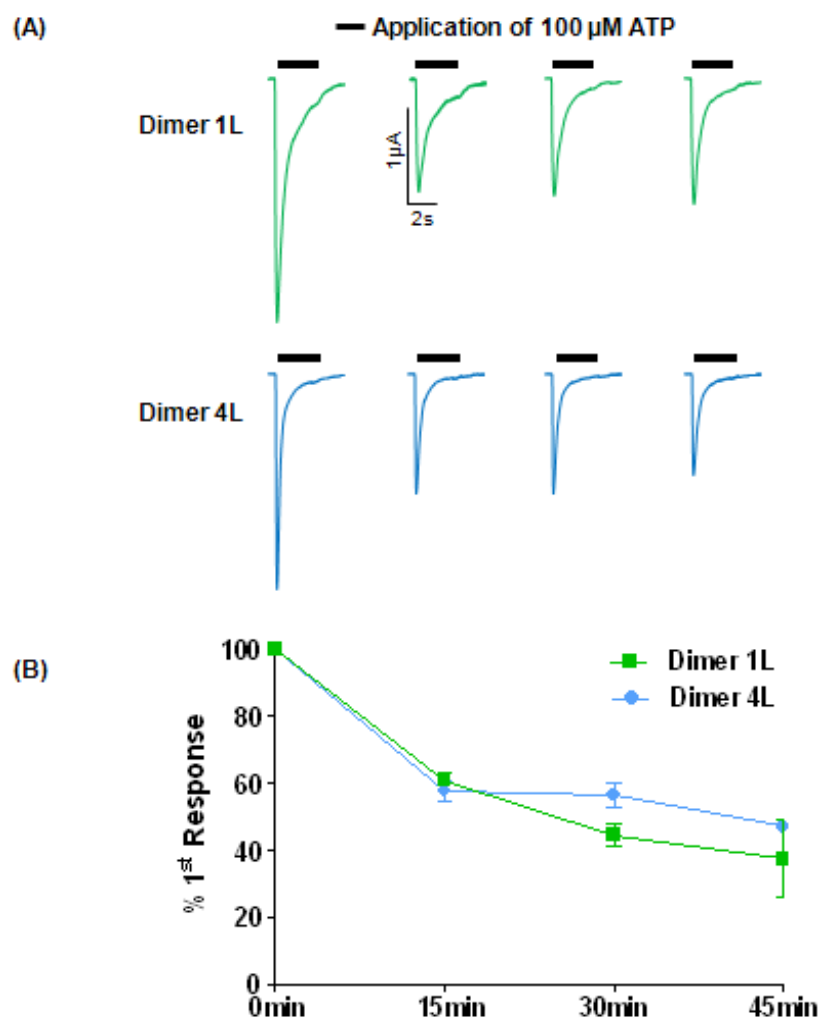 (A)
Application of 100 µM ATP
Dimer 1L
1µA
2s
Dimer 4L
(B)
Dimer 1L
Dimer 4L
% 1st Response
100
80
60
40
20
0
0min 15min 30min 45min